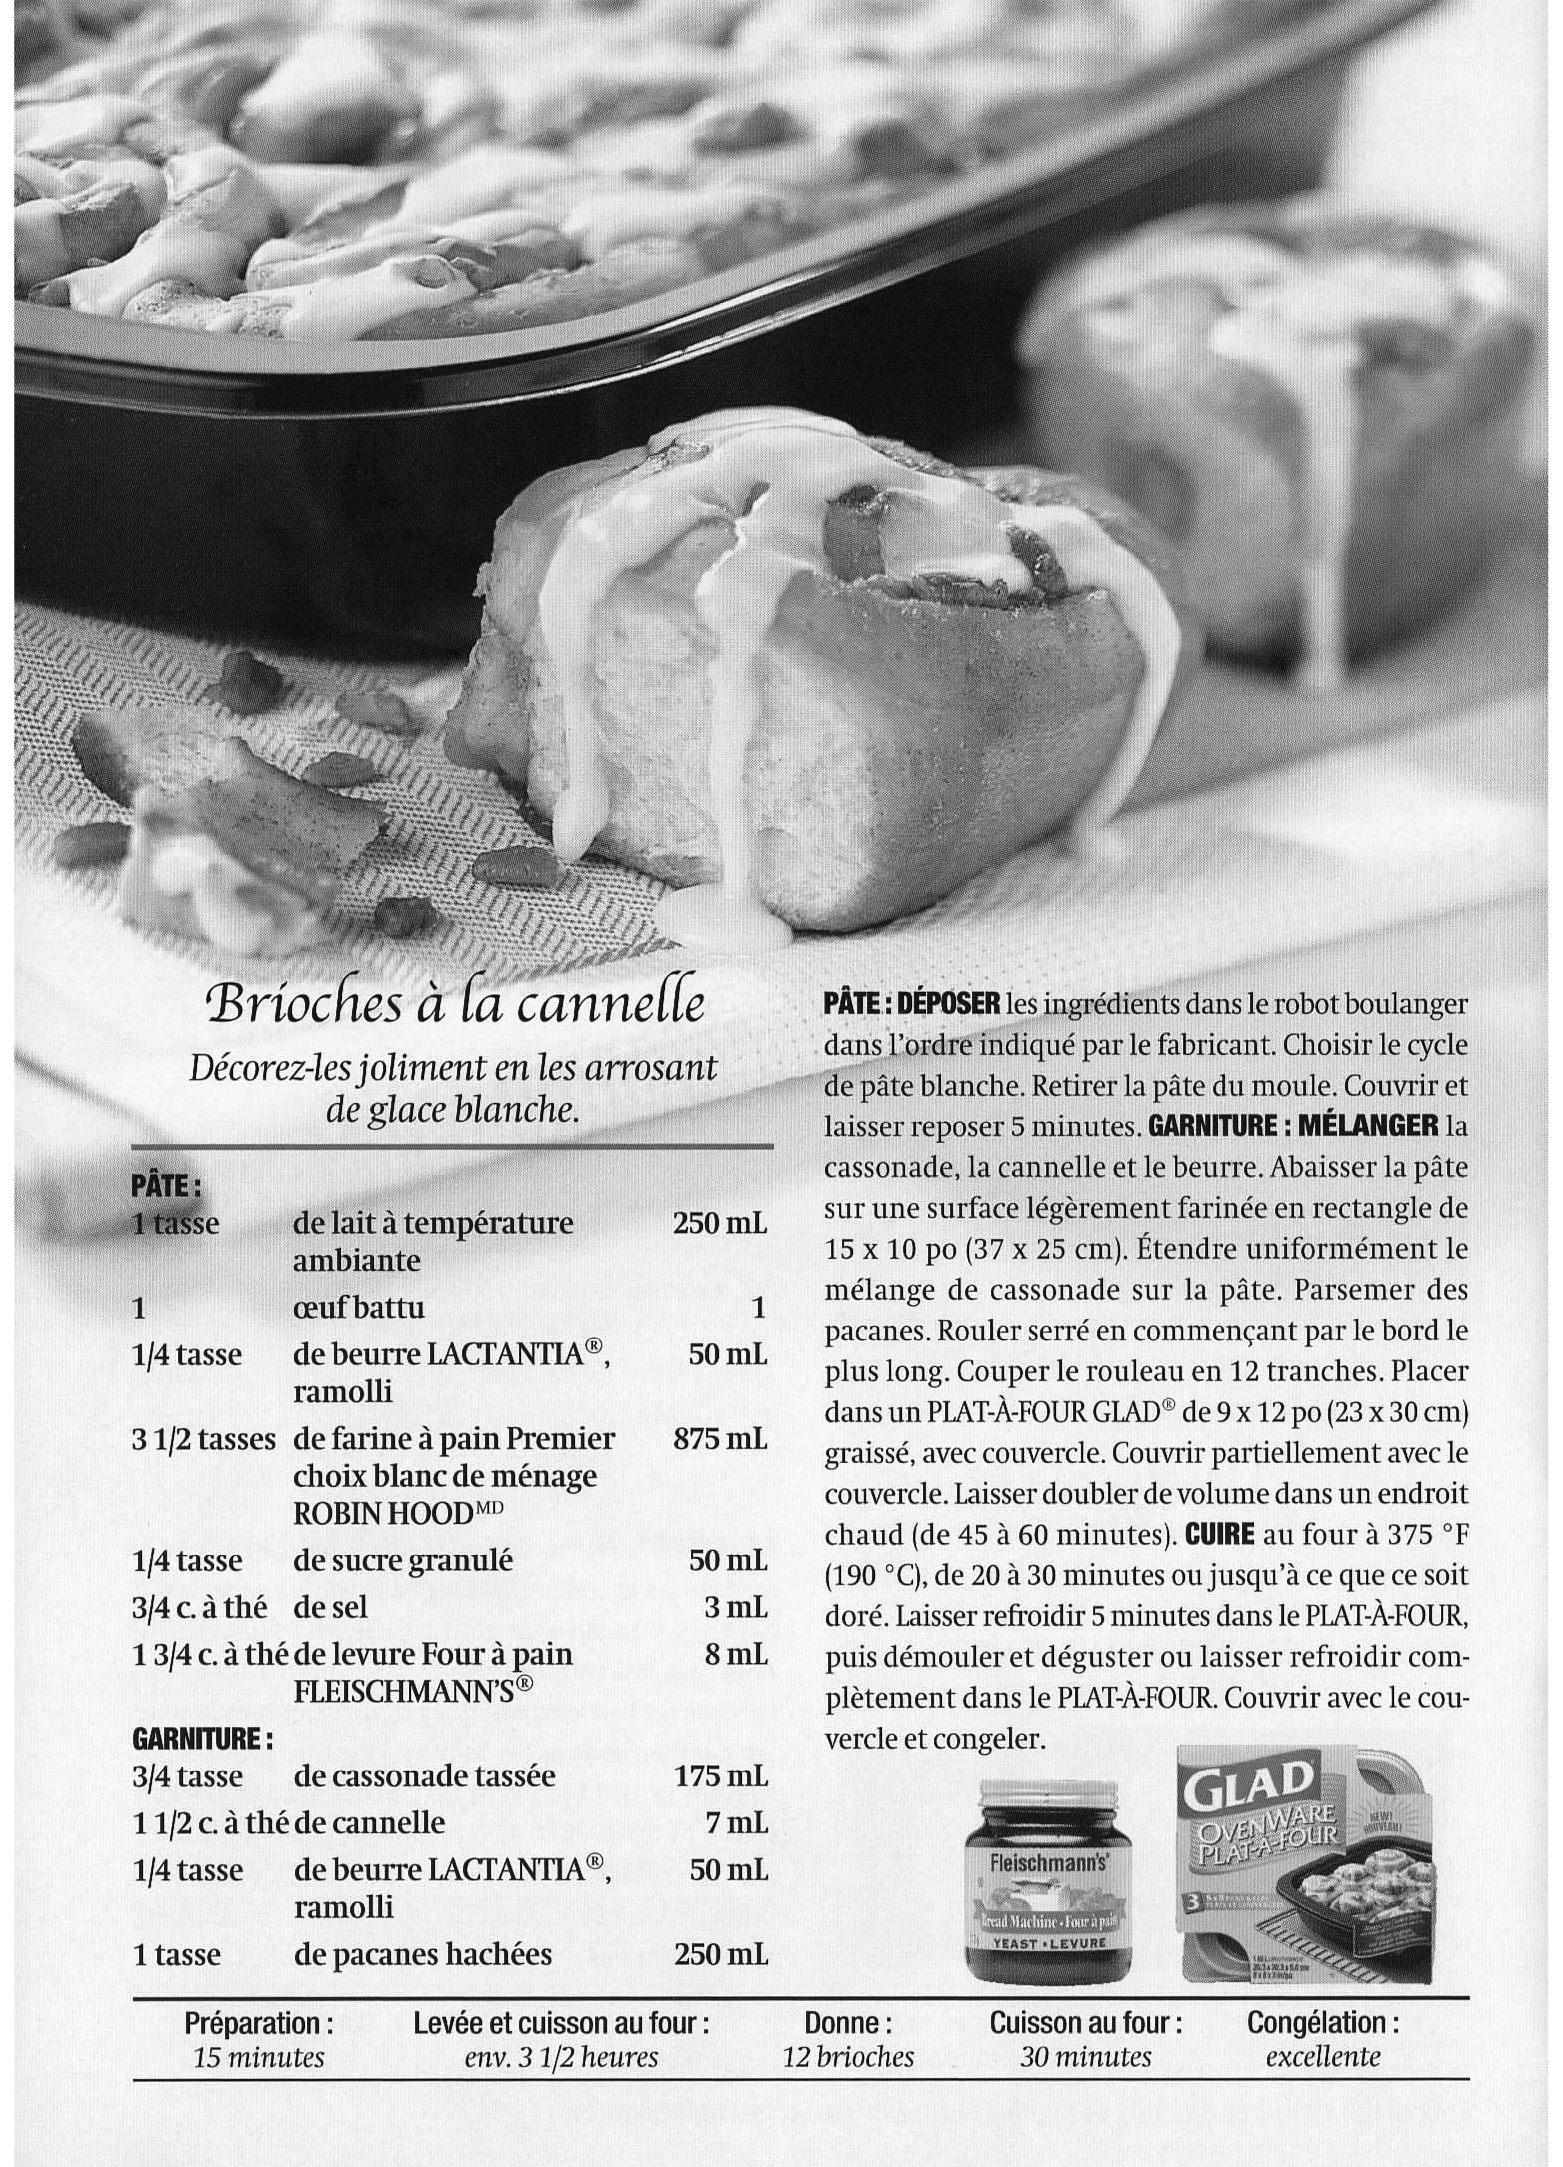 Brioches à la cannelle
Décorez-les joliment en les arrosant
de glace blanche.
PÂTE :
1 tasse de lait à température 250 mL
ambiante
1 œuf battu 1
1/4 tasse de beurre LACTANTIA®, 50 mL
ramolli
3 1/2 tasses de farine à pain Premier 875 mL
choix blanc de ménage
ROBIN HOOD MD
1/4 tasse de sucre granulé 50 mL
3/4 c. à thé de sel 3 mL
1 3/4 c. à thé de levure Four à pain 8 mL
FLEISCHMANN'S®
GARNITURE :
3/4 tasse de cassonade tassée 175 mL
1 1/2 c. à thé de cannelle 7 mL
1/4 tasse de beurre LACTANTIA®, 50 mL
ramolli
1 tasse de pacanes hachées 250 mL
PÂTE : DÉPOSER les ingrédients dans le robot boulanger
dans l'ordre indiqué par le fabricant. Choisir le cycle
de pâte blanche. Retirer la pâte du moule. Couvrir et
laisser reposer 5 minutes. GARNITURE : MÉLANGER la
cassonade, la cannelle et le beurre. Abaisser la pâte
sur une surface légèrement farinée en rectangle de
15 x 10 po (37 x 25 cm). Étendre uniformément le
mélange de cassonade sur la pâte. Parsemer des
pacanes. Rouler serré en commençant par le bord le
plus long. Couper le rouleau en 12 tranches. Placer
dans un PLAT-À-FOUR GLAD® de 9 x 12 po (23 x 30 cm)
graissé, avec couvercle. Couvrir partiellement avec le
couvercle. Laisser doubler de volume dans un endroit
chaud (de 45 à 60 minutes). CUIRE au four à 375 °F
(190 °C), de 20 à 30 minutes ou jusqu'à ce que ce soit
doré. Laisser refroidir 5 minutes dans le PLAT-À-FOUR,
puis démouler et déguster ou laisser refroidir com-
plètement dans le PLAT-À-FOUR. Couvrir avec le cou-
vercle et congeler.
Fleischmann's
Bread Machine • Four à pain
YEAST • LEVURE
GLAD
OVENWARE
PLAT-À-FOUR
NEW!
NOUVEAU!
3
Préparation : Levée et cuisson au four : Donne : Cuisson au four : Congélation :
15 minutes env. 3 1/2 heures 12 brioches 30 minutes excellente